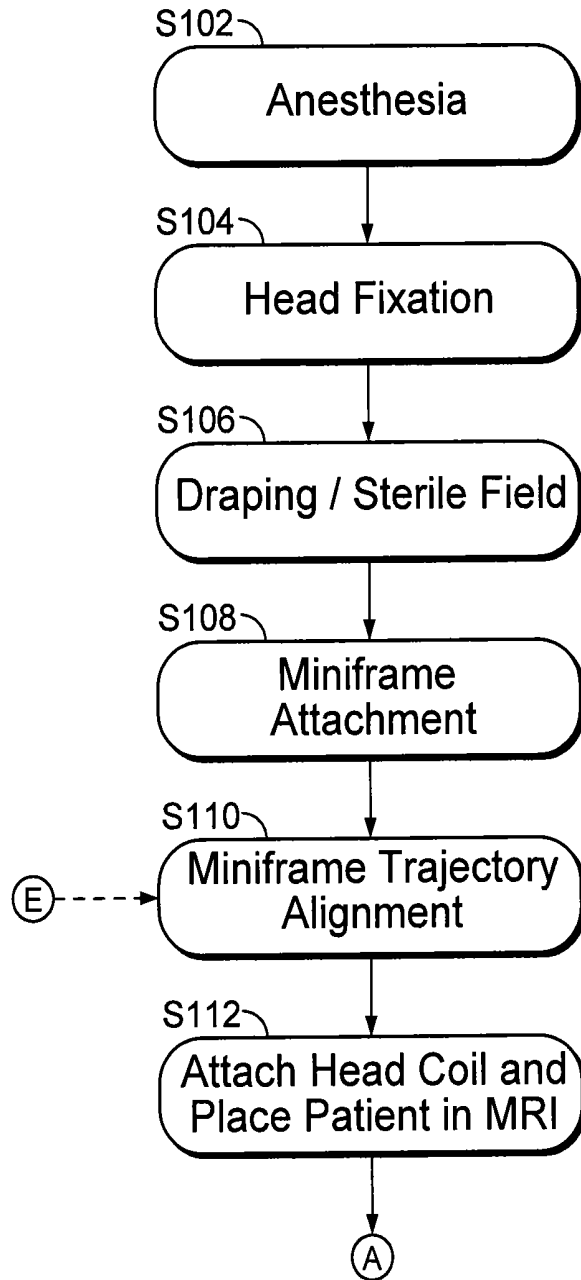 S102
Anesthesia
S104
Head Fixation
S106
Draping / Sterile Field
S108
Miniframe
Attachment
S110
Miniframe Trajectory
Alignment
E
S112
Attach Head Coil and
Place Patient in MRI
A